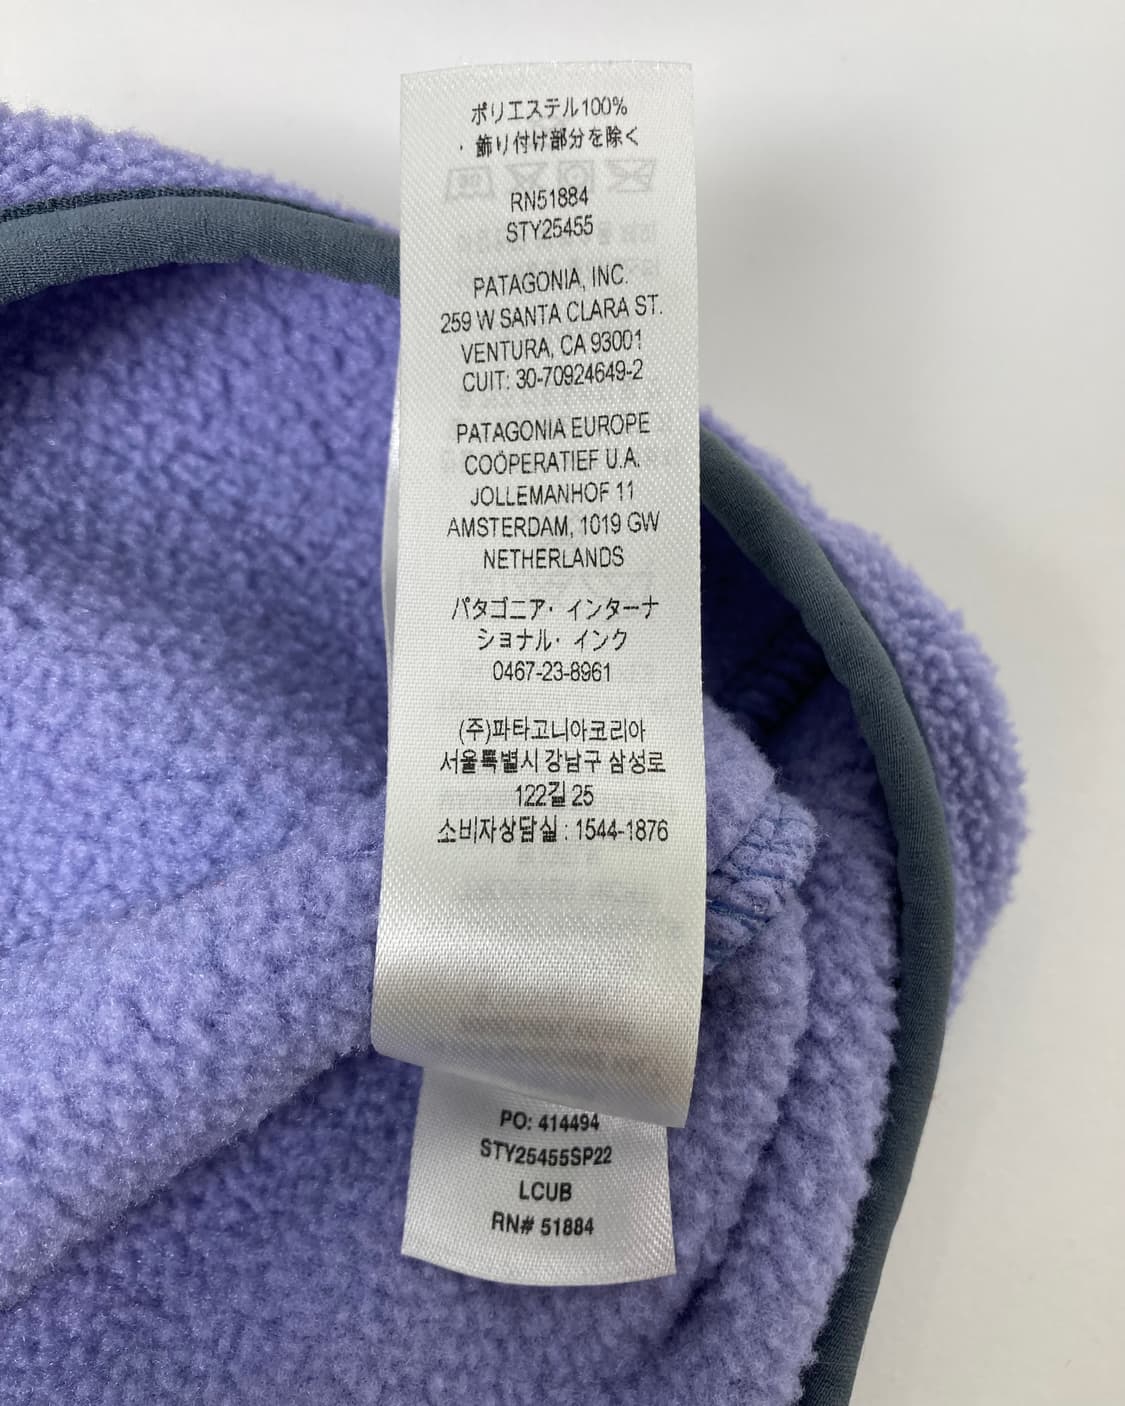 ポリエステル100%
・飾り付け部分を除く
RN51884
STY25455
PATAGONIA, INC.
259 W SANTA CLARA ST.
VENTURA, CA 93001
CUIT: 30-70924649-2
PATAGONIA EUROPE
COÖPERATIEF U.A.
JOLLEMANHOF 11
AMSTERDAM, 1019 GW
NETHERLANDS
パタゴニア・インターナ
ショナル・インク
0467-23-8961
(주)파타고니아코리아
서울특별시 강남구 삼성로
122길 25
소비자상담실 : 1544-1876
PO: 414494
STY25455SP22
LCUB
RN# 51884